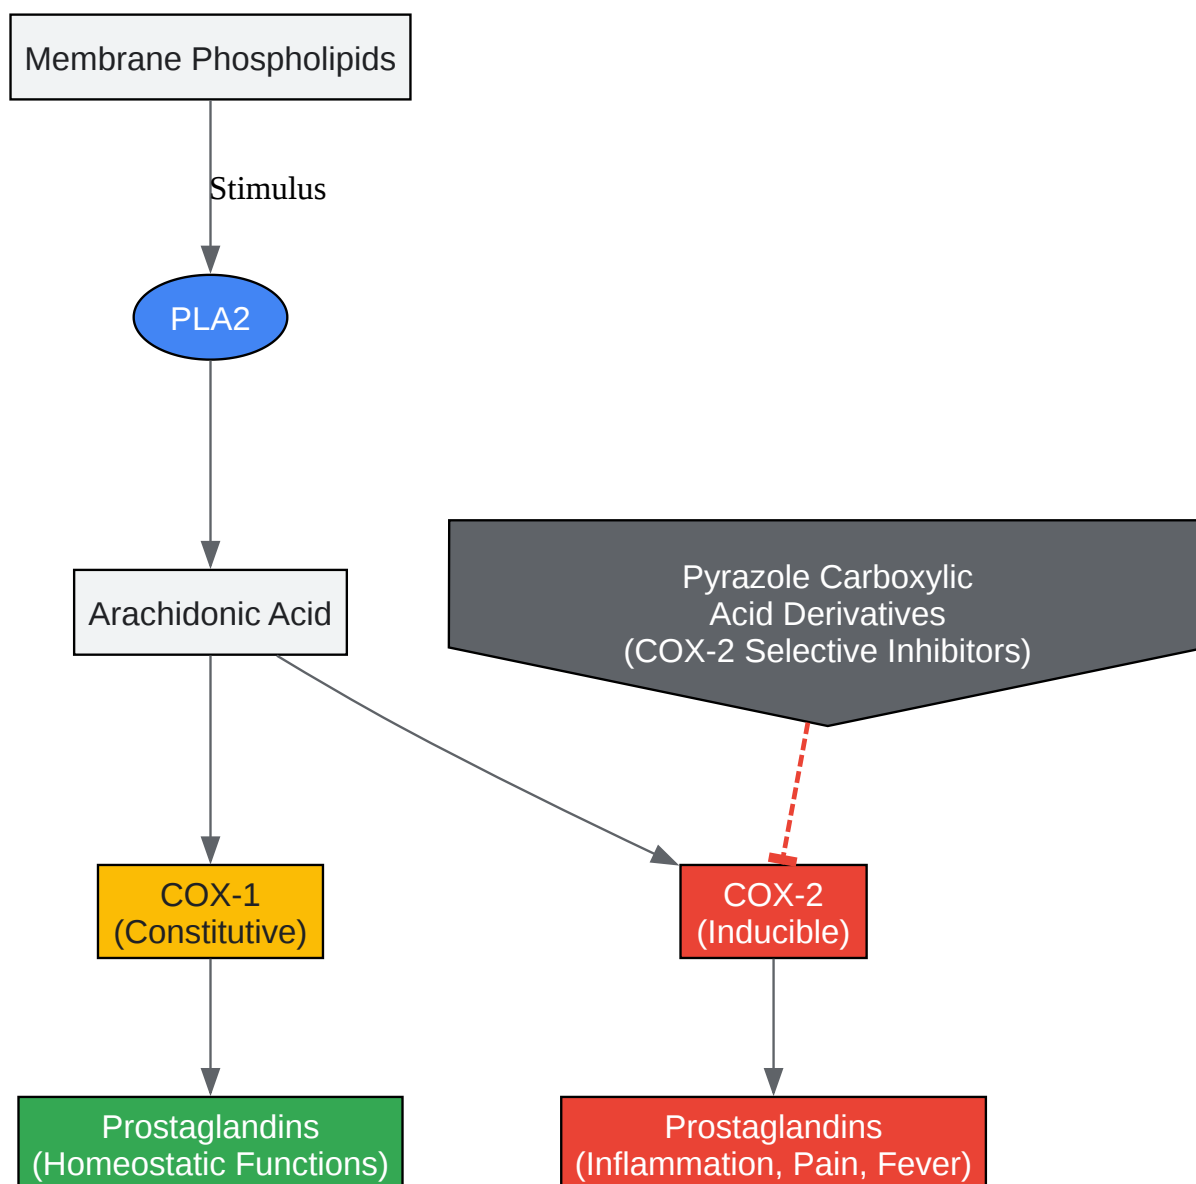 Membrane Phospholipids
Stimulus
PLA2
Arachidonic Acid
Pyrazole Carboxylic
Acid Derivatives
(COX-2 Selective Inhibitors)
COX-1
(Constitutive)
COX-2
(Inducible)
Prostaglandins
(Homeostatic Functions)
Prostaglandins
(Inflammation, Pain, Fever)